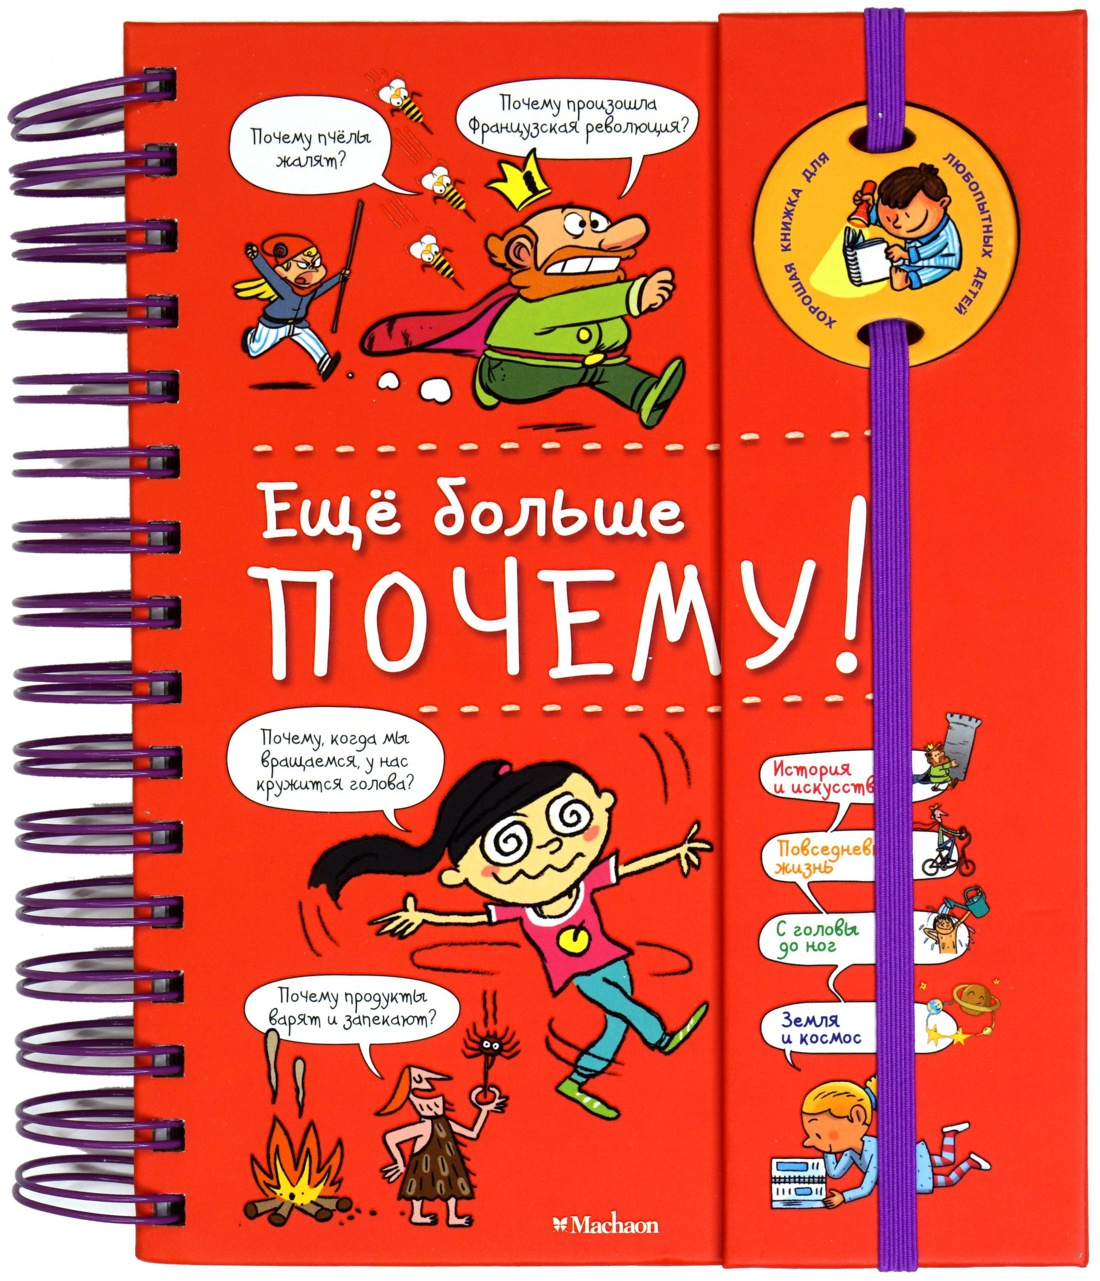 Почему пчёлы
жалят?
Почему произошла
Французская революция?
ХОРОШАЯ КНИЖКА ДЛЯ
ЛЮБОПЫТНЫХ ДЕТЕЙ
Ещё больше
ПОЧЕМУ!
Почему, когда мы
вращаемся, у нас
кружится голова?
История
и искусств
Повседнев
жизнь
С головы
до ног
Земля
и космос
Почему продукты
варят и запекают?
Machaon